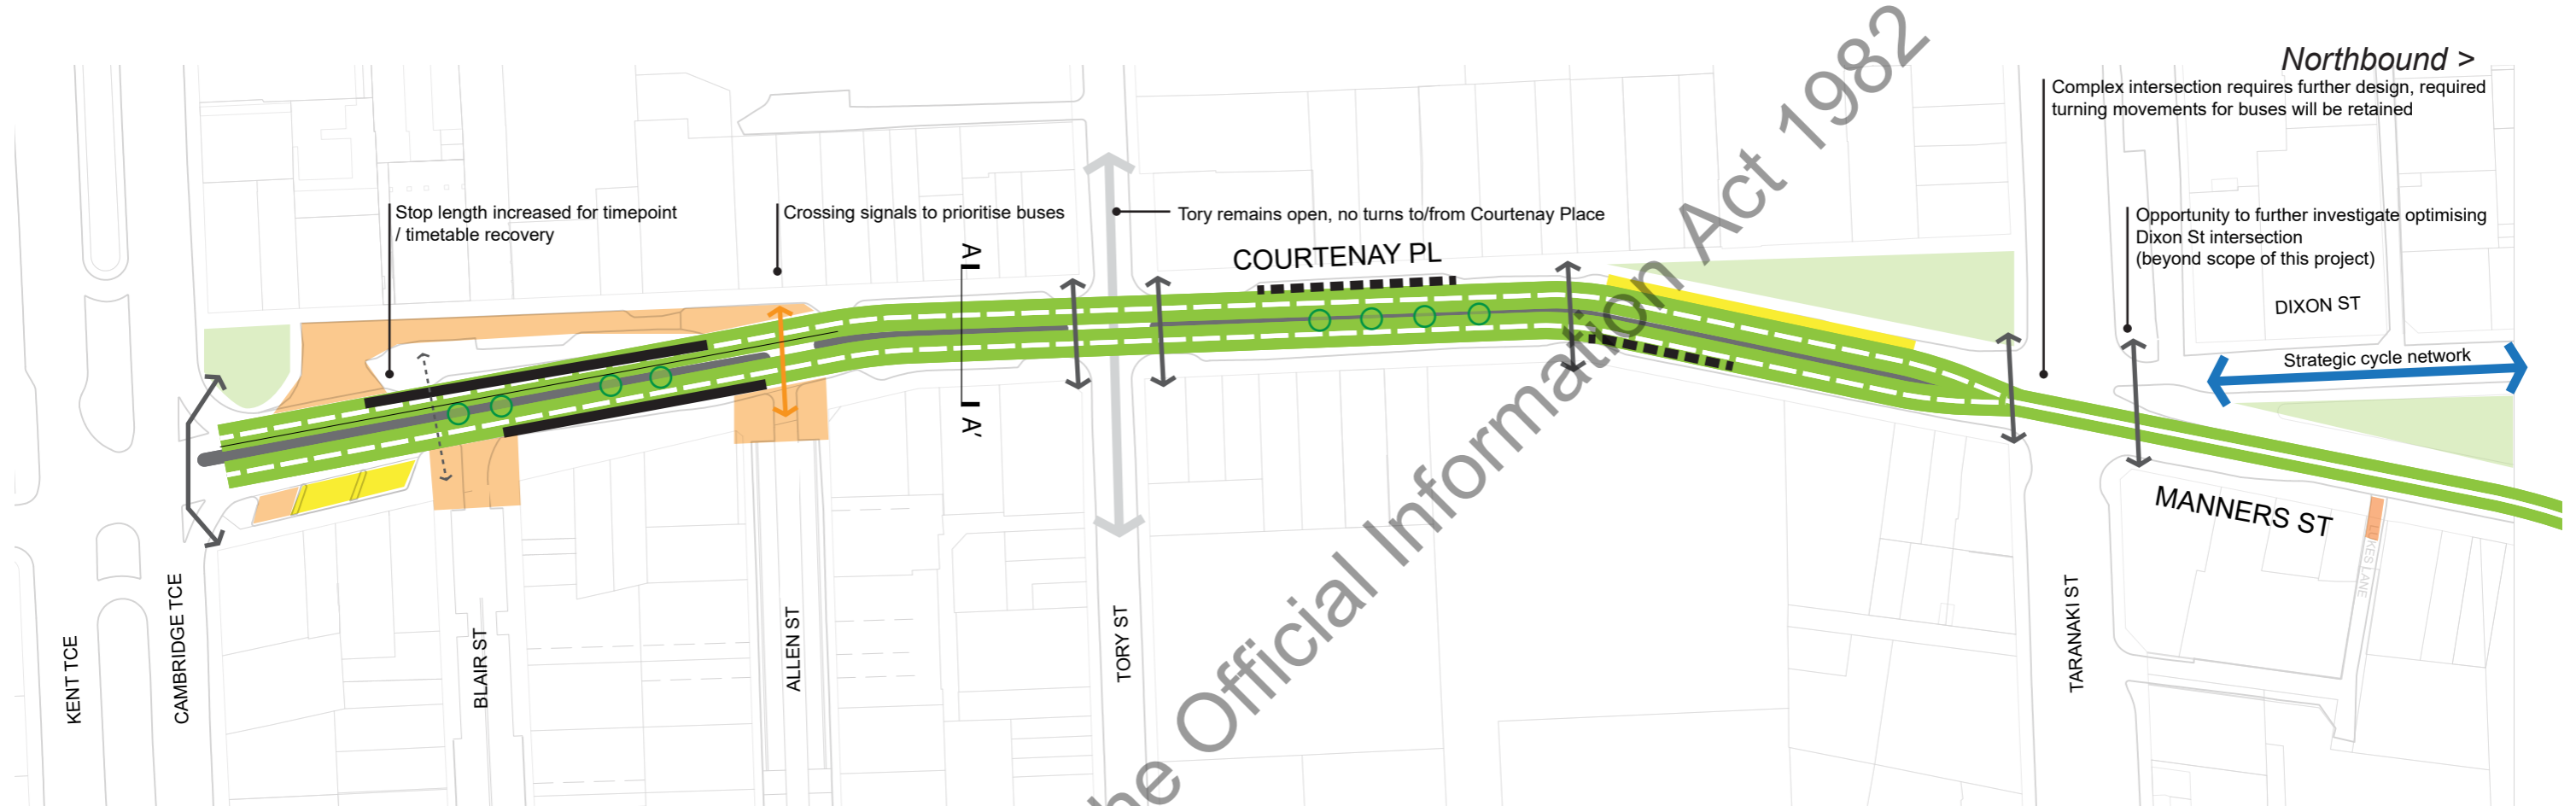 Northbound >
Complex intersection requires further design, required
turning movements for buses will be retained
Stop length increased for timepoint
/ timetable recovery
Crossing signals to prioritise buses
Tory remains open, no turns to/from Courtenay Place
Opportunity to further investigate optimising
Dixon St intersection
(beyond scope of this project)
A
COURTENAY PL
DIXON ST
Strategic cycle network
A'
MANNERS ST
LUKES LANE
KENT TCE
CAMBRIDGE TCE
BLAIR ST
ALLEN ST
TORY ST
TARANAKI ST
he Official Information Act 1982